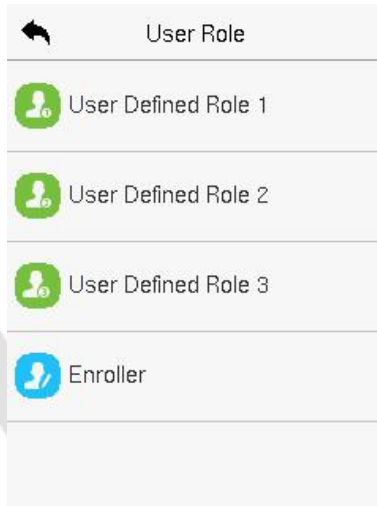 User Role
User Defined Role 1
User Defined Role 2
User Defined Role 3
Enroller